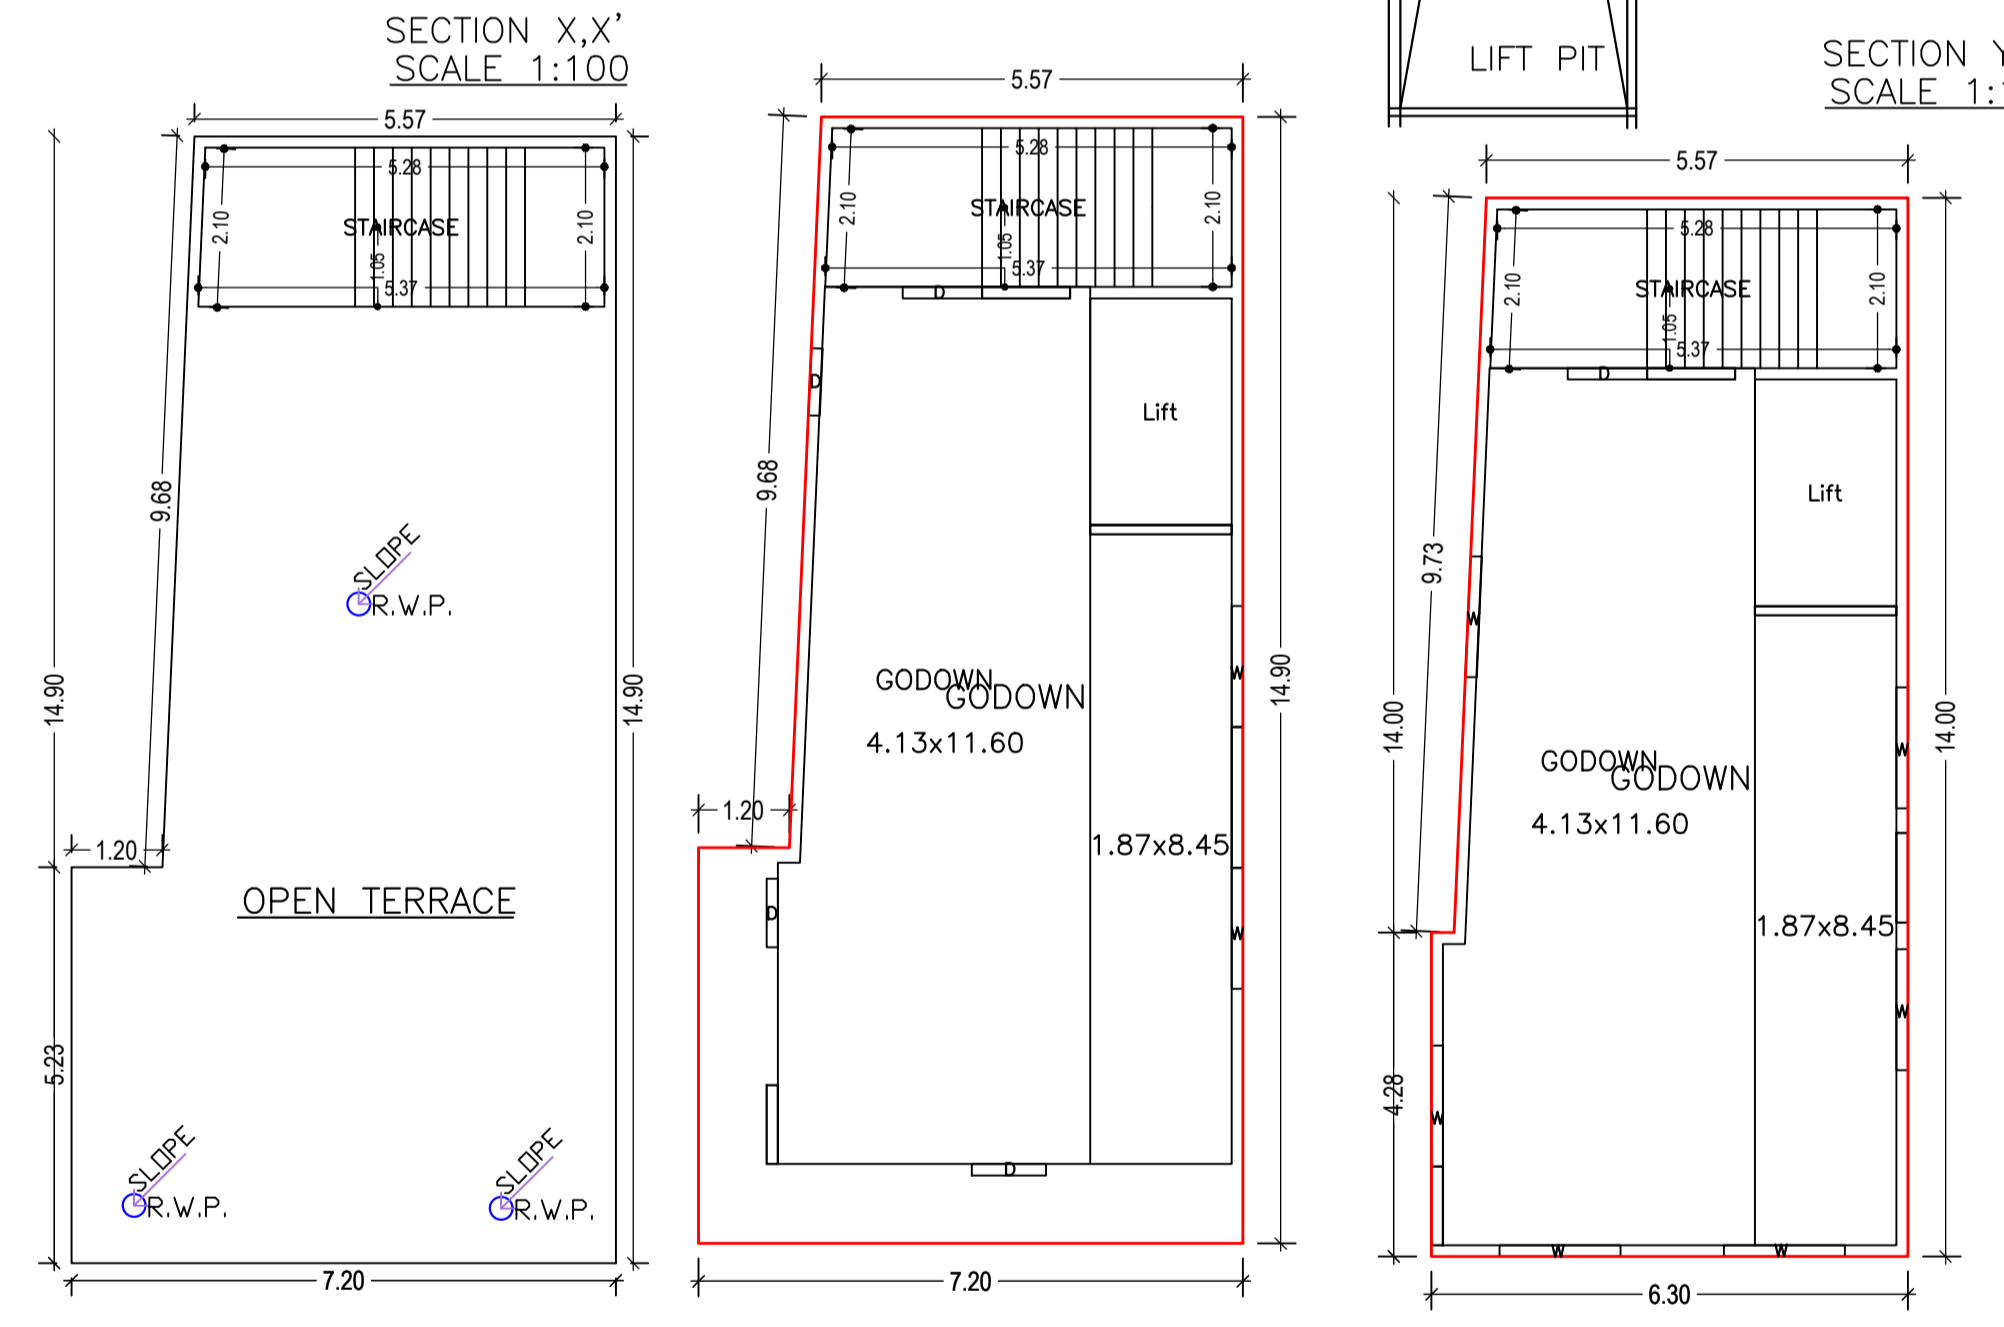 SECTION X,X'
SCALE 1:100
5.57
5.28
2.10
2.10
STAIRCASE
1.05
5.37
9.68
14.90
14.90
SLOPE
R.W.P.
1.20
OPEN TERRACE
5.23
SLOPE
R.W.P.
SLOPE
R.W.P.
7.20
5.57
5.28
2.10
2.10
STAIRCASE
1.05
5.37
D
D
Lift
9.68
W
GODOWN
GODOWN
14.90
4.13x11.60
1.20
1.87x8.45
D
W
D
7.20
LIFT PIT
SECTION Y
SCALE 1:
5.57
5.28
2.10
2.10
STAIRCASE
1.05
5.37
D
Lift
9.73
W
14.00
14.00
GODOWN
GODOWN
W
4.13x11.60
1.87x8.45
W
4.28
W
W
W
6.30